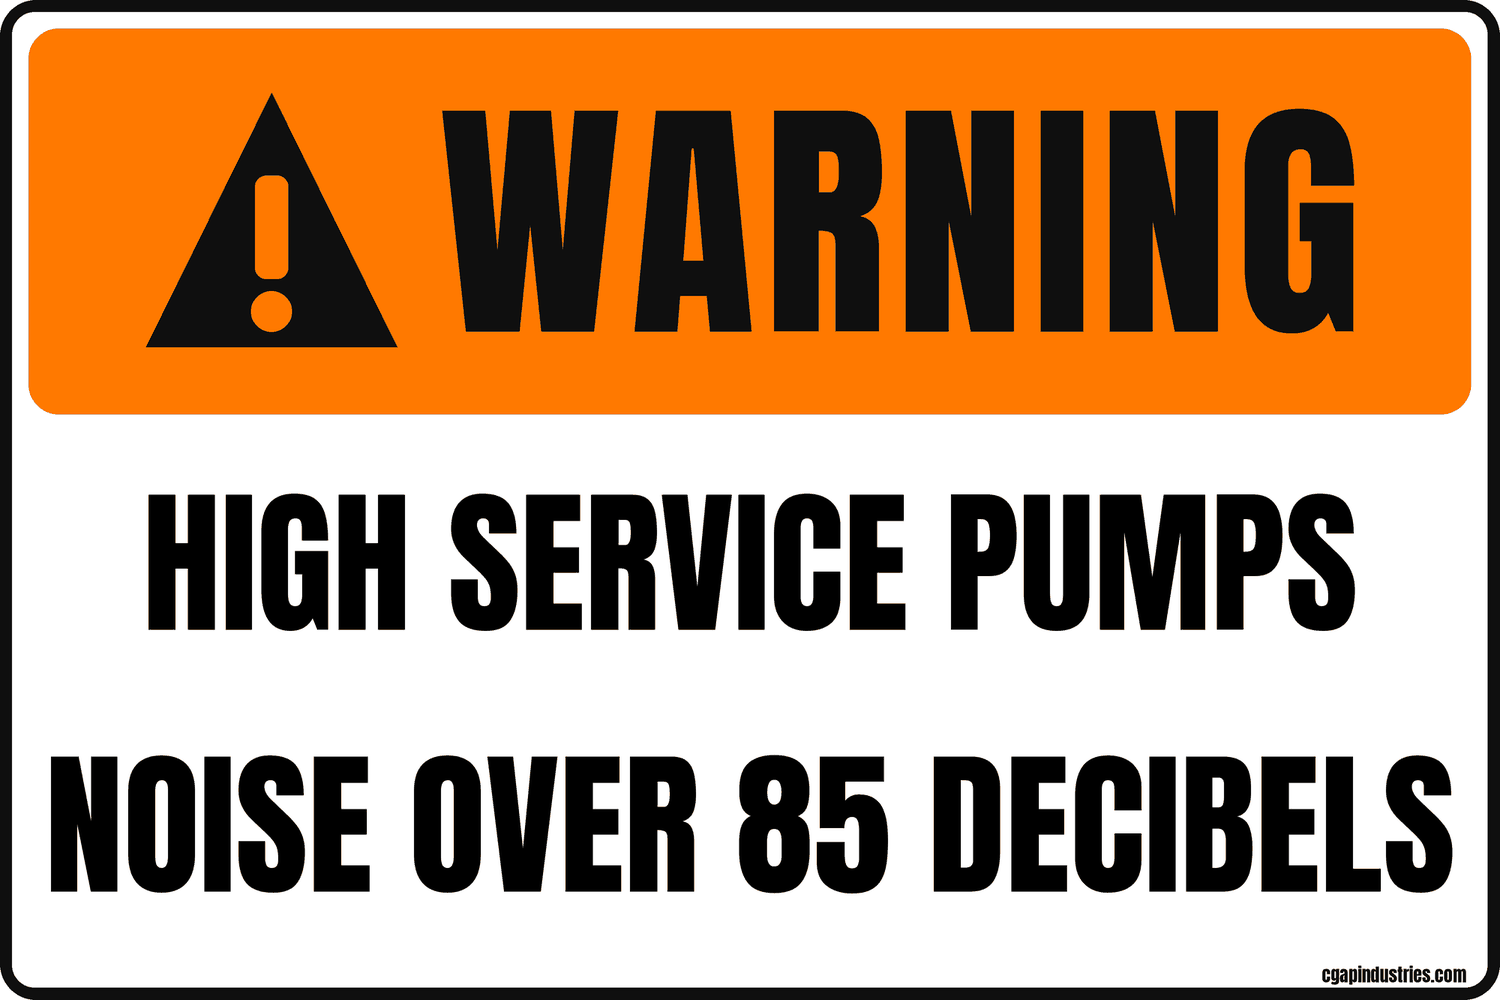 WARNING
HIGH SERVICE PUMPS
NOISE OVER 85 DECIBELS
cgapindustries.com